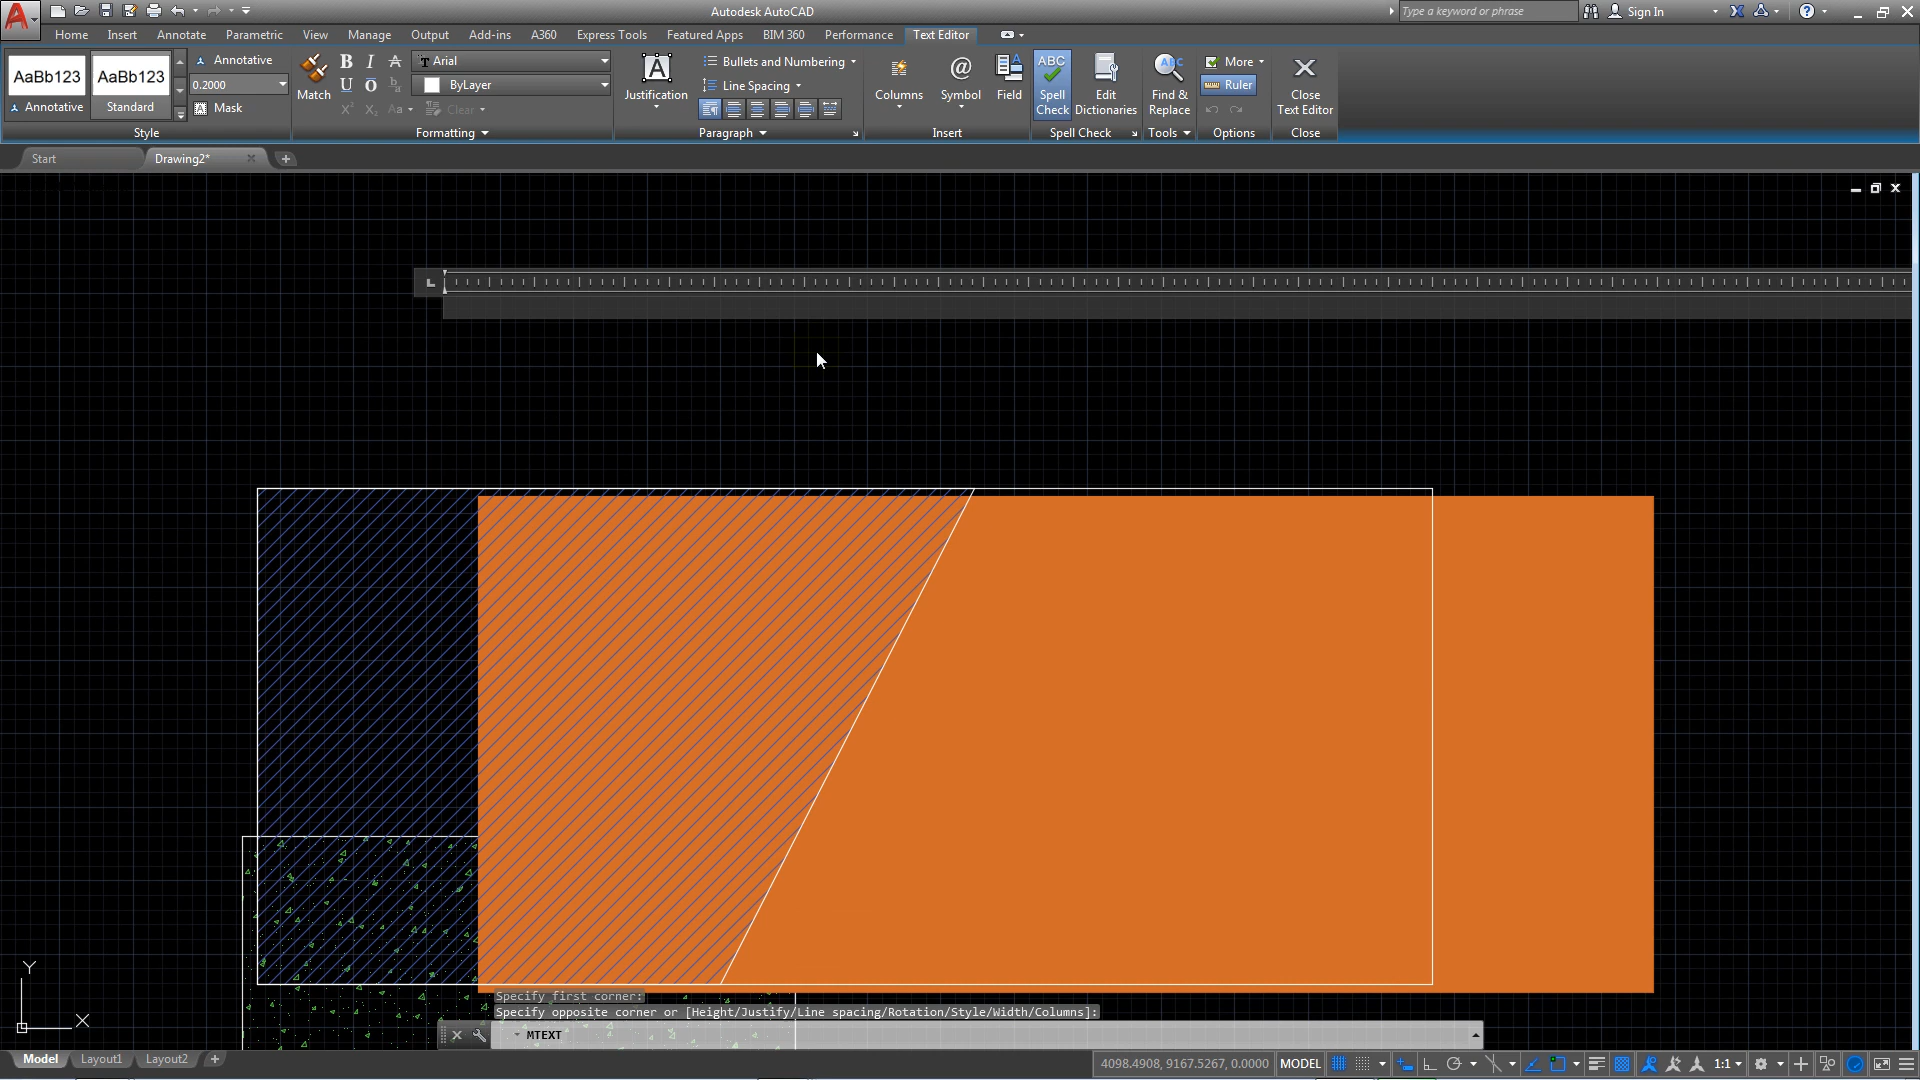 Autodesk AutoCAD
Type a keyword or phrase
Sign In
Home Insert Annotate Parametric View Manage Output Add-ins A360 Express Tools Featured Apps BIM 360 Performance Text Editor
AaBb123 AaBb123
Annotative Standard
Annotative
0.2000
Mask
Style
Match
Arial
ByLayer
Clear
Formatting
Justification
Bullets and Numbering
Line Spacing
Paragraph
Columns
Symbol
Field
Insert
ABC
Spell Check
Edit Dictionaries
Spell Check
ABC
Find & Replace
Tools
More
Ruler
Options
Close Text Editor
Close
Start Drawing2*
Y
X
Specify first corner:
Specify opposite corner or [Height/Justify/Line spacing/Rotation/Style/Width/Columns]:
MTEXT
Model Layout1 Layout2
4098.4908, 9167.5267, 0.0000 MODEL 1:1